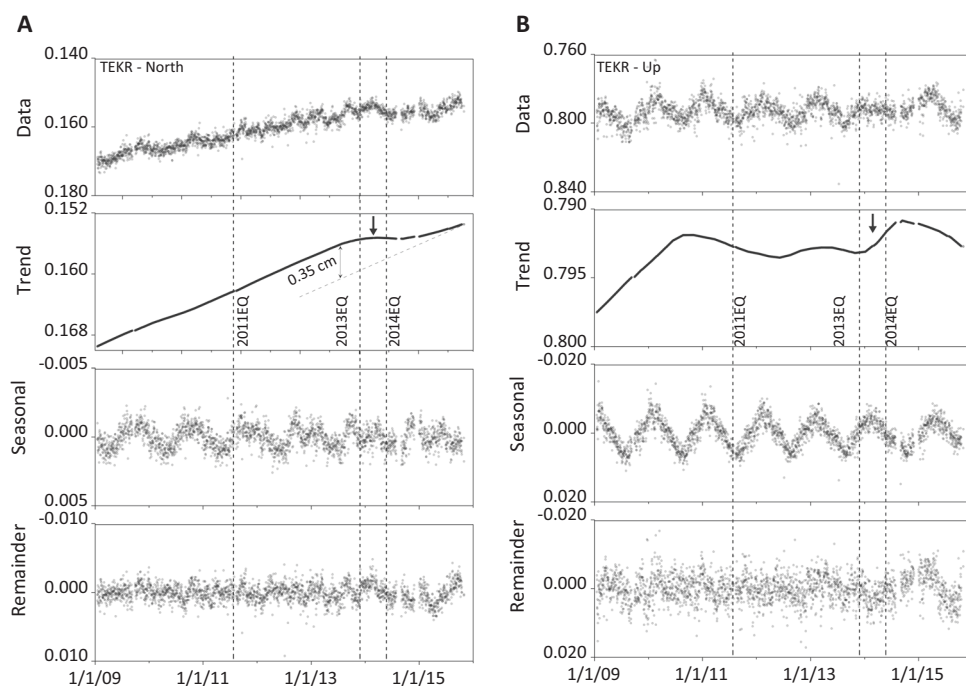 A
TEKR - North
Data
0.140
0.160
0.180
Trend
0.152
0.160
0.168
0.35 cm
2011EQ
2013EQ
2014EQ
Seasonal
-0.005
0.000
0.005
Remainder
-0.010
0.000
0.010
1/1/09
1/1/11
1/1/13
1/1/15
B
TEKR - Up
Data
0.760
0.800
0.840
Trend
0.790
0.795
0.800
2011EQ
2013EQ
2014EQ
Seasonal
-0.020
0.000
0.020
Remainder
-0.020
0.000
0.020
1/1/09
1/1/11
1/1/13
1/1/15